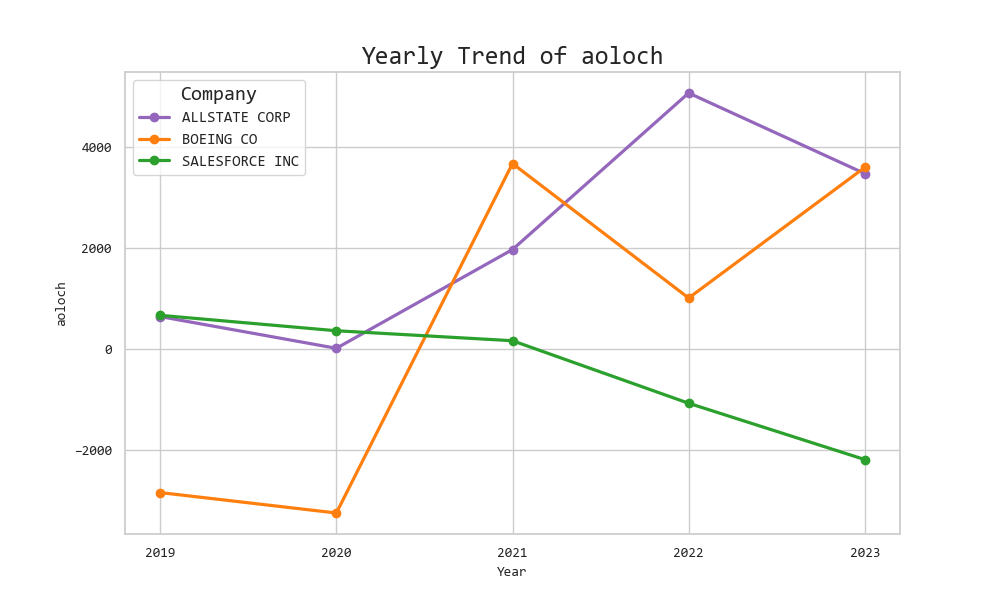 Yearly Trend of aoloch
Company
ALLSTATE CORP
BOEING CO
SALESFORCE INC
4000
2000
0
−2000
aoloch
2019 2020 2021 2022 2023
Year